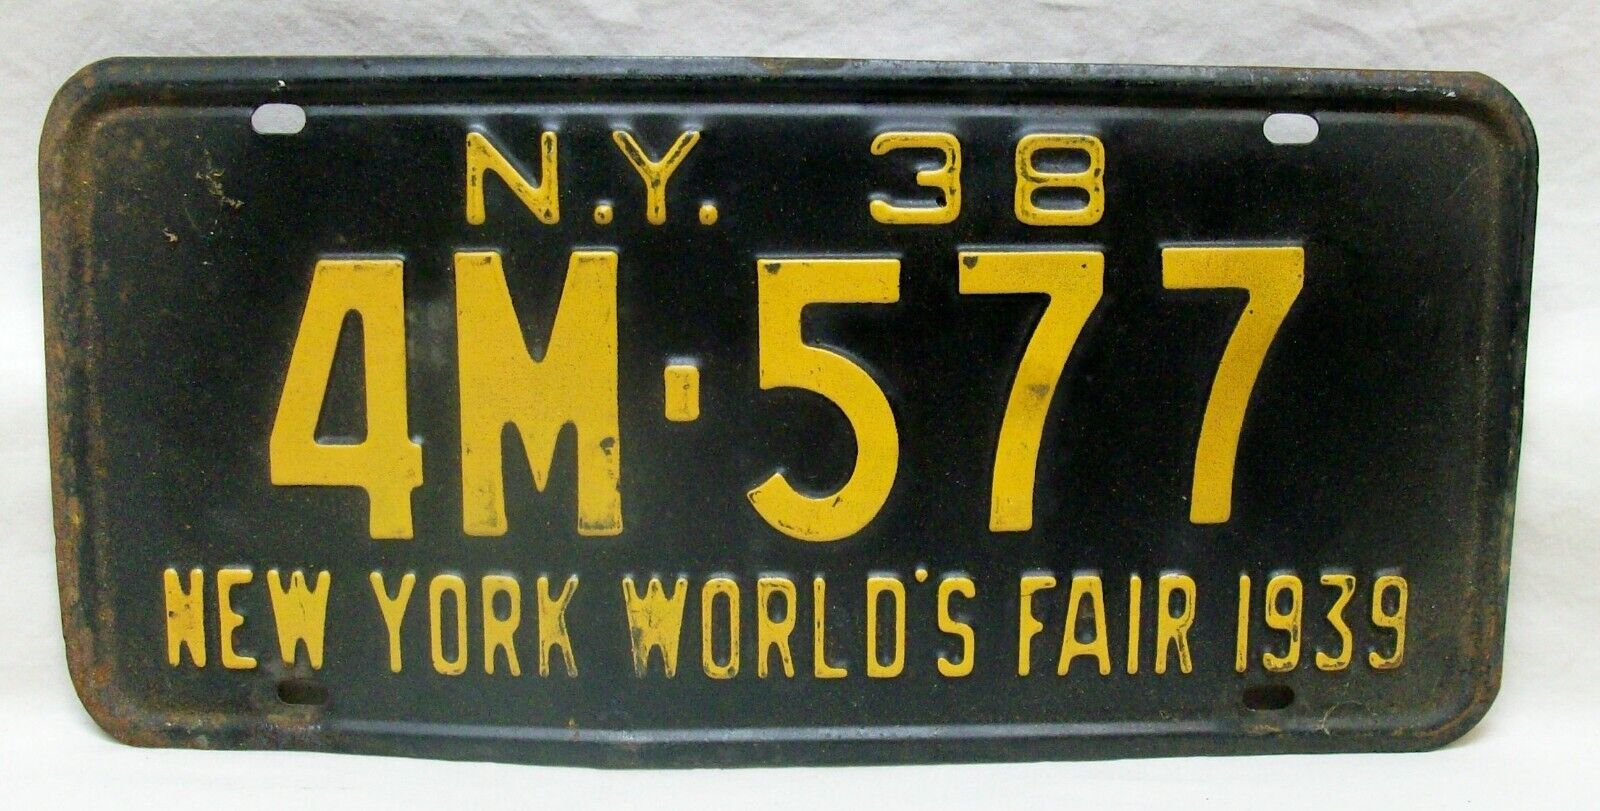 N.Y. 38
4M-577
NEW YORK WORLD'S FAIR 1939